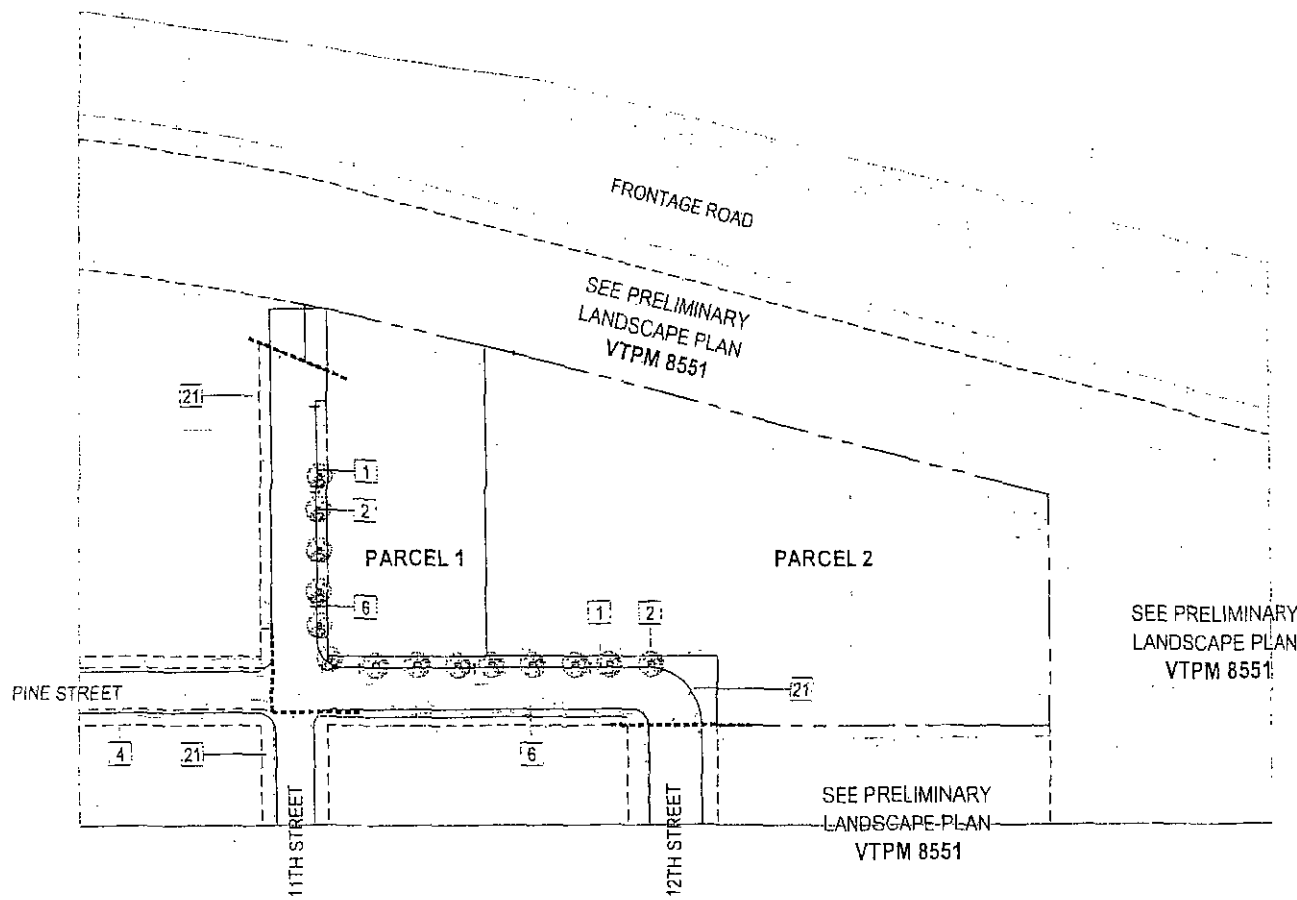 FRONTAGE ROAD
SEE PRELIMINARY
LANDSCAPE PLAN
VTPM 8551
21
1
2
PARCEL 1
PARCEL 2
6
1
2
SEE PRELIMINARY
LANDSCAPE PLAN
VTPM 8551
PINE STREET
21
4
21
6
11TH STREET
12TH STREET
SEE PRELIMINARY
LANDSCAPE PLAN
VTPM 8551